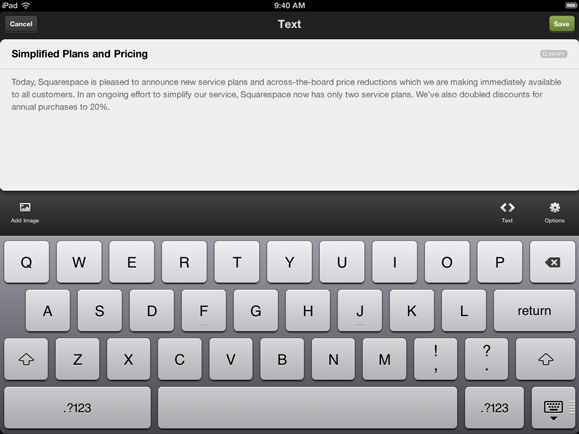 iPad 9:40 AM
Cancel Text Save
Simplified Plans and Pricing DRAFT
Today, Squarespace is pleased to announce new service plans and across-the-board price reductions which we are making immediately available
to all customers. In an ongoing effort to simplify our service, Squarespace now has only two service plans. We've also doubled discounts for
annual purchases to 20%.
Add Image Text Options
Q W E R T Y U I O P
A S D F G H J K L return
Z X C V B N M ! , ? .
.?123 .?123